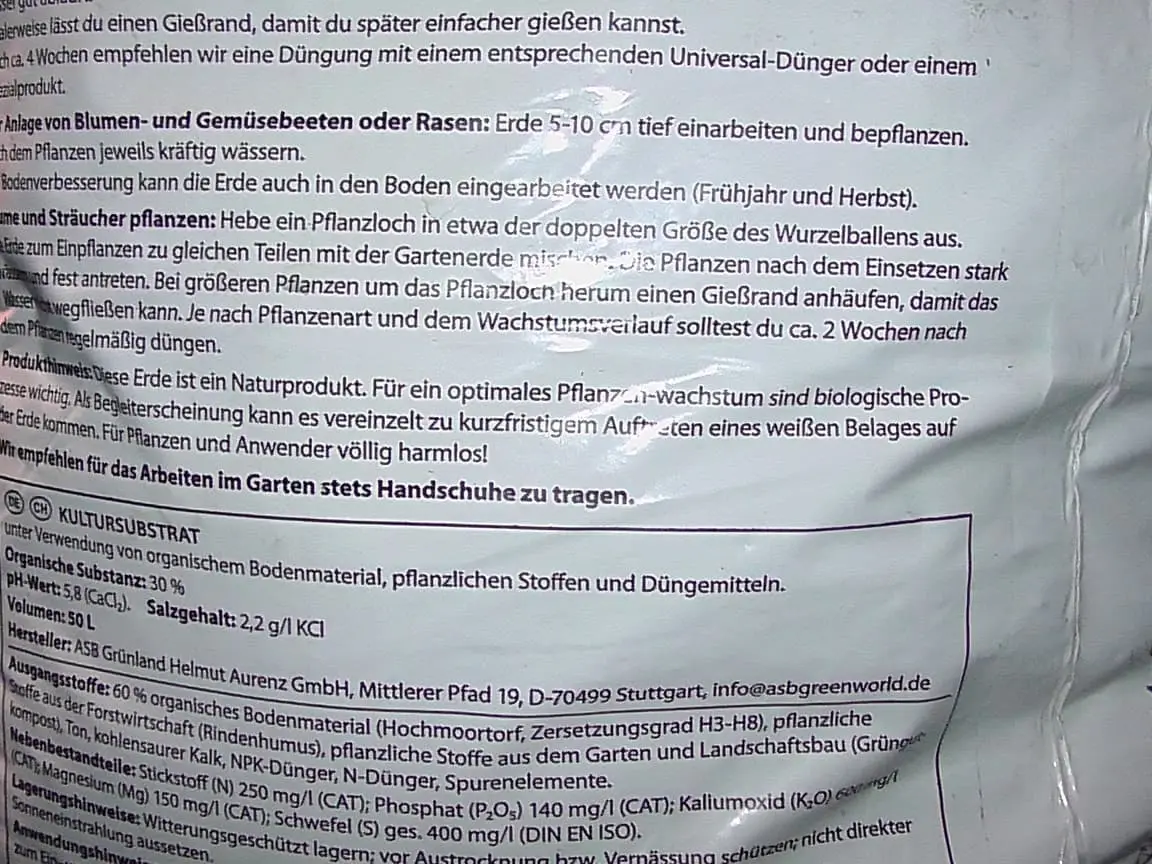 lässt du einen Gießrand, damit du später einfacher gießen kannst.
ca. 4 Wochen empfehlen wir eine Düngung mit einem entsprechenden Universal-Dünger oder einem
Anlage von Blumen- und Gemüsebeeten oder Rasen: Erde 5-10 cm tief einarbeiten und bepflanzen.
dem Pflanzen jeweils kräftig wässern.
Bodenverbesserung kann die Erde auch in den Boden eingearbeitet werden (Frühjahr und Herbst).
und Sträucher pflanzen: Hebe ein Pflanzloch in etwa der doppelten Größe des Wurzelballens aus.
Erde zum Einpflanzen zu gleichen Teilen mit der Gartenerde mischen. Die Pflanzen nach dem Einsetzen stark
und fest antreten. Bei größeren Pflanzen um das Pflanzloch herum einen Gießrand anhäufen, damit das
Wasser wegfließen kann. Je nach Pflanzenart und dem Wachstumsverlauf solltest du ca. 2 Wochen nach
dem Pflanzen regelmäßig düngen.
Produkthinweis: Diese Erde ist ein Naturprodukt. Für ein optimales Pflanzen-wachstum sind biologische Pro-
zesse wichtig. Als Begleiterscheinung kann es vereinzelt zu kurzfristigem Auftreten eines weißen Belages auf
der Erde kommen. Für Pflanzen und Anwender völlig harmlos!
Wir empfehlen für das Arbeiten im Garten stets Handschuhe zu tragen.
DE CH KULTURSUBSTRAT
unter Verwendung von organischem Bodenmaterial, pflanzlichen Stoffen und Düngemitteln.
Organische Substanz: 30 %
pH-Wert: 5,8 (CaCl₂). Salzgehalt: 2,2 g/l KCl
Volumen: 50 L
Hersteller: ASB Grünland Helmut Aurenz GmbH, Mittlerer Pfad 19, D-70499 Stuttgart, info@asbgreenworld.de
Ausgangsstoffe: 60 % organisches Bodenmaterial (Hochmoortorf, Zersetzungsgrad H3-H8), pflanzliche
Stoffe aus der Forstwirtschaft (Rindenhumus), pflanzliche Stoffe aus dem Garten und Landschaftsbau (Grüngut-
kompost), Ton, kohlensaurer Kalk, NPK-Dünger, N-Dünger, Spurenelemente.
Nebenbestandteile: Stickstoff (N) 250 mg/l (CAT); Phosphat (P₂O₅) 140 mg/l (CAT); Kaliumoxid (K₂O) 600 mg/l
(CAT); Magnesium (Mg) 150 mg/l (CAT); Schwefel (S) ges. 400 mg/l (DIN EN ISO).
Lagerungshinweise: Witterungsgeschützt lagern; vor Austrocknung bzw. Vernässung schützen; nicht direkter
Sonneneinstrahlung aussetzen.
zum